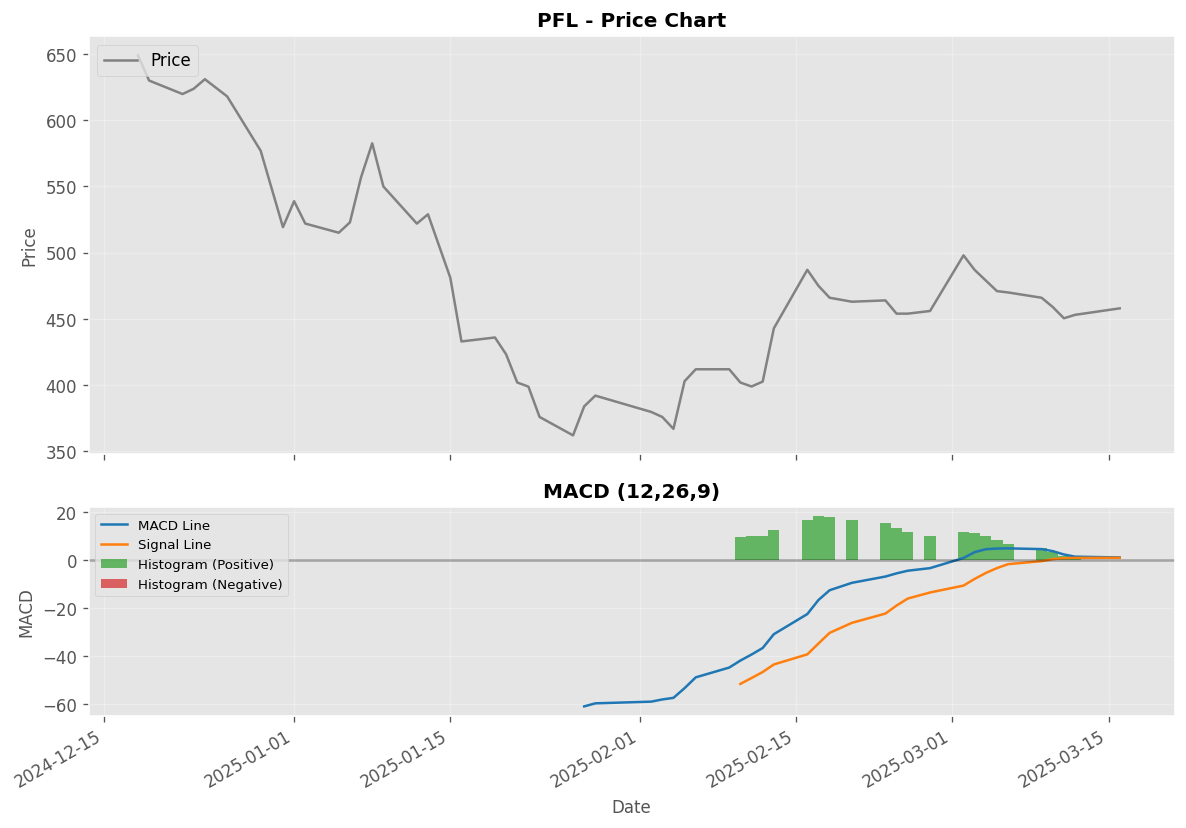 PFL - Price Chart
Price
650
600
550
500
450
400
350
Price
MACD (12,26,9)
MACD Line
Signal Line
Histogram (Positive)
Histogram (Negative)
20
0
−20
−40
−60
MACD
2024-12-15
2025-01-01
2025-01-15
2025-02-01
2025-02-15
2025-03-01
2025-03-15
Date